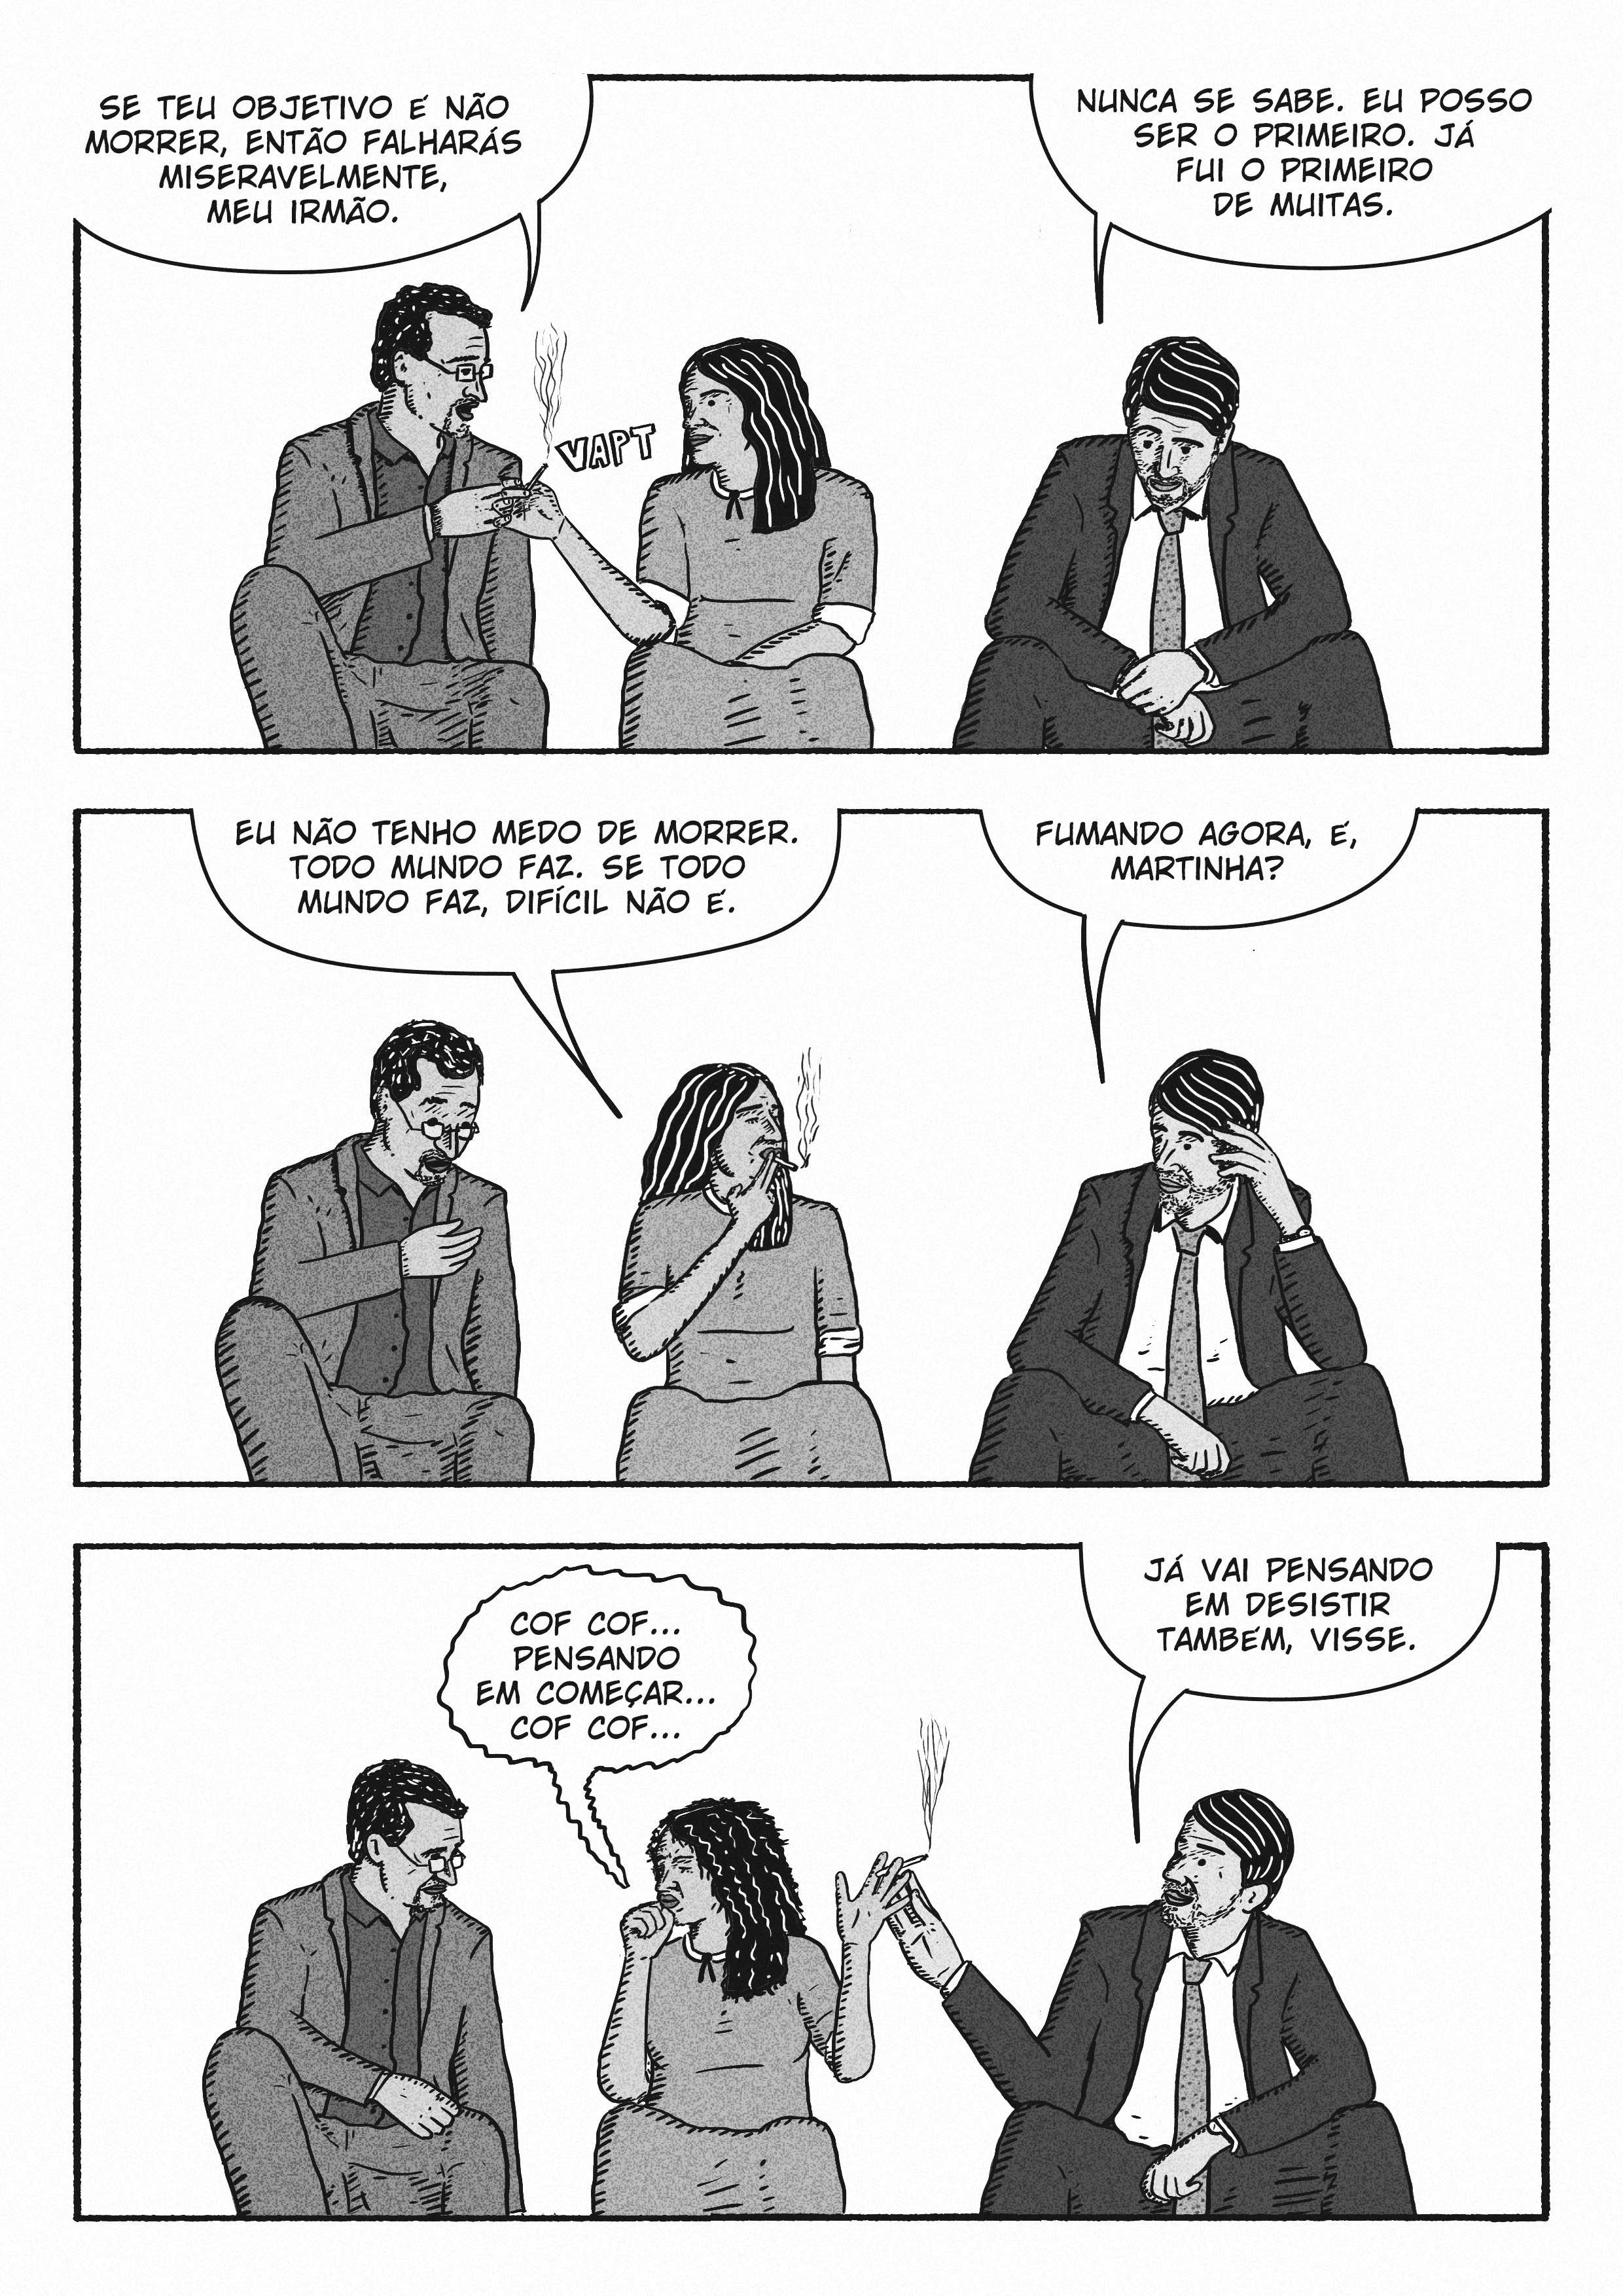 SE TEU OBJETIVO É NÃO
MORRER, ENTÃO FALHARÁS
MISERAVELMENTE,
MEU IRMÃO.
NUNCA SE SABE. EU POSSO
SER O PRIMEIRO. JÁ
FUI O PRIMEIRO
DE MUITAS.
VAPT
EU NÃO TENHO MEDO DE MORRER.
TODO MUNDO FAZ. SE TODO
MUNDO FAZ, DIFÍCIL NÃO É.
FUMANDO AGORA, É,
MARTINHA?
COF COF...
PENSANDO
EM COMEÇAR...
COF COF...
JÁ VAI PENSANDO
EM DESISTIR
TAMBÉM, VISSE.